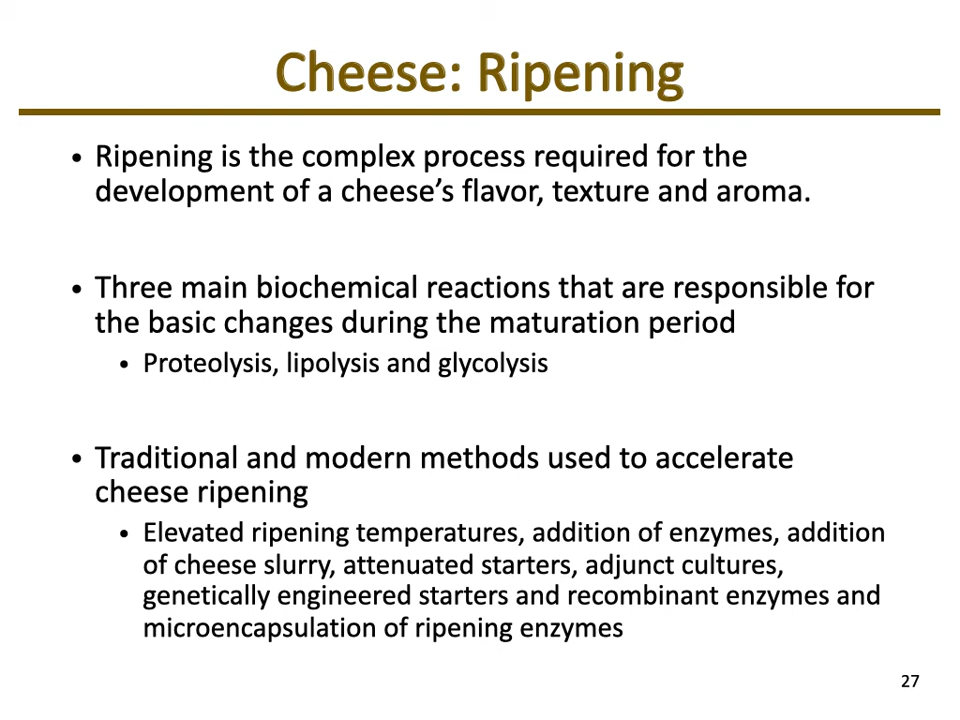 Cheese: Ripening
• Ripening is the complex process required for the
development of a cheese’s flavor, texture and aroma.
• Three main biochemical reactions that are responsible for
the basic changes during the maturation period
• Proteolysis, lipolysis and glycolysis
• Traditional and modern methods used to accelerate
cheese ripening
• Elevated ripening temperatures, addition of enzymes, addition
of cheese slurry, attenuated starters, adjunct cultures,
genetically engineered starters and recombinant enzymes and
microencapsulation of ripening enzymes
27